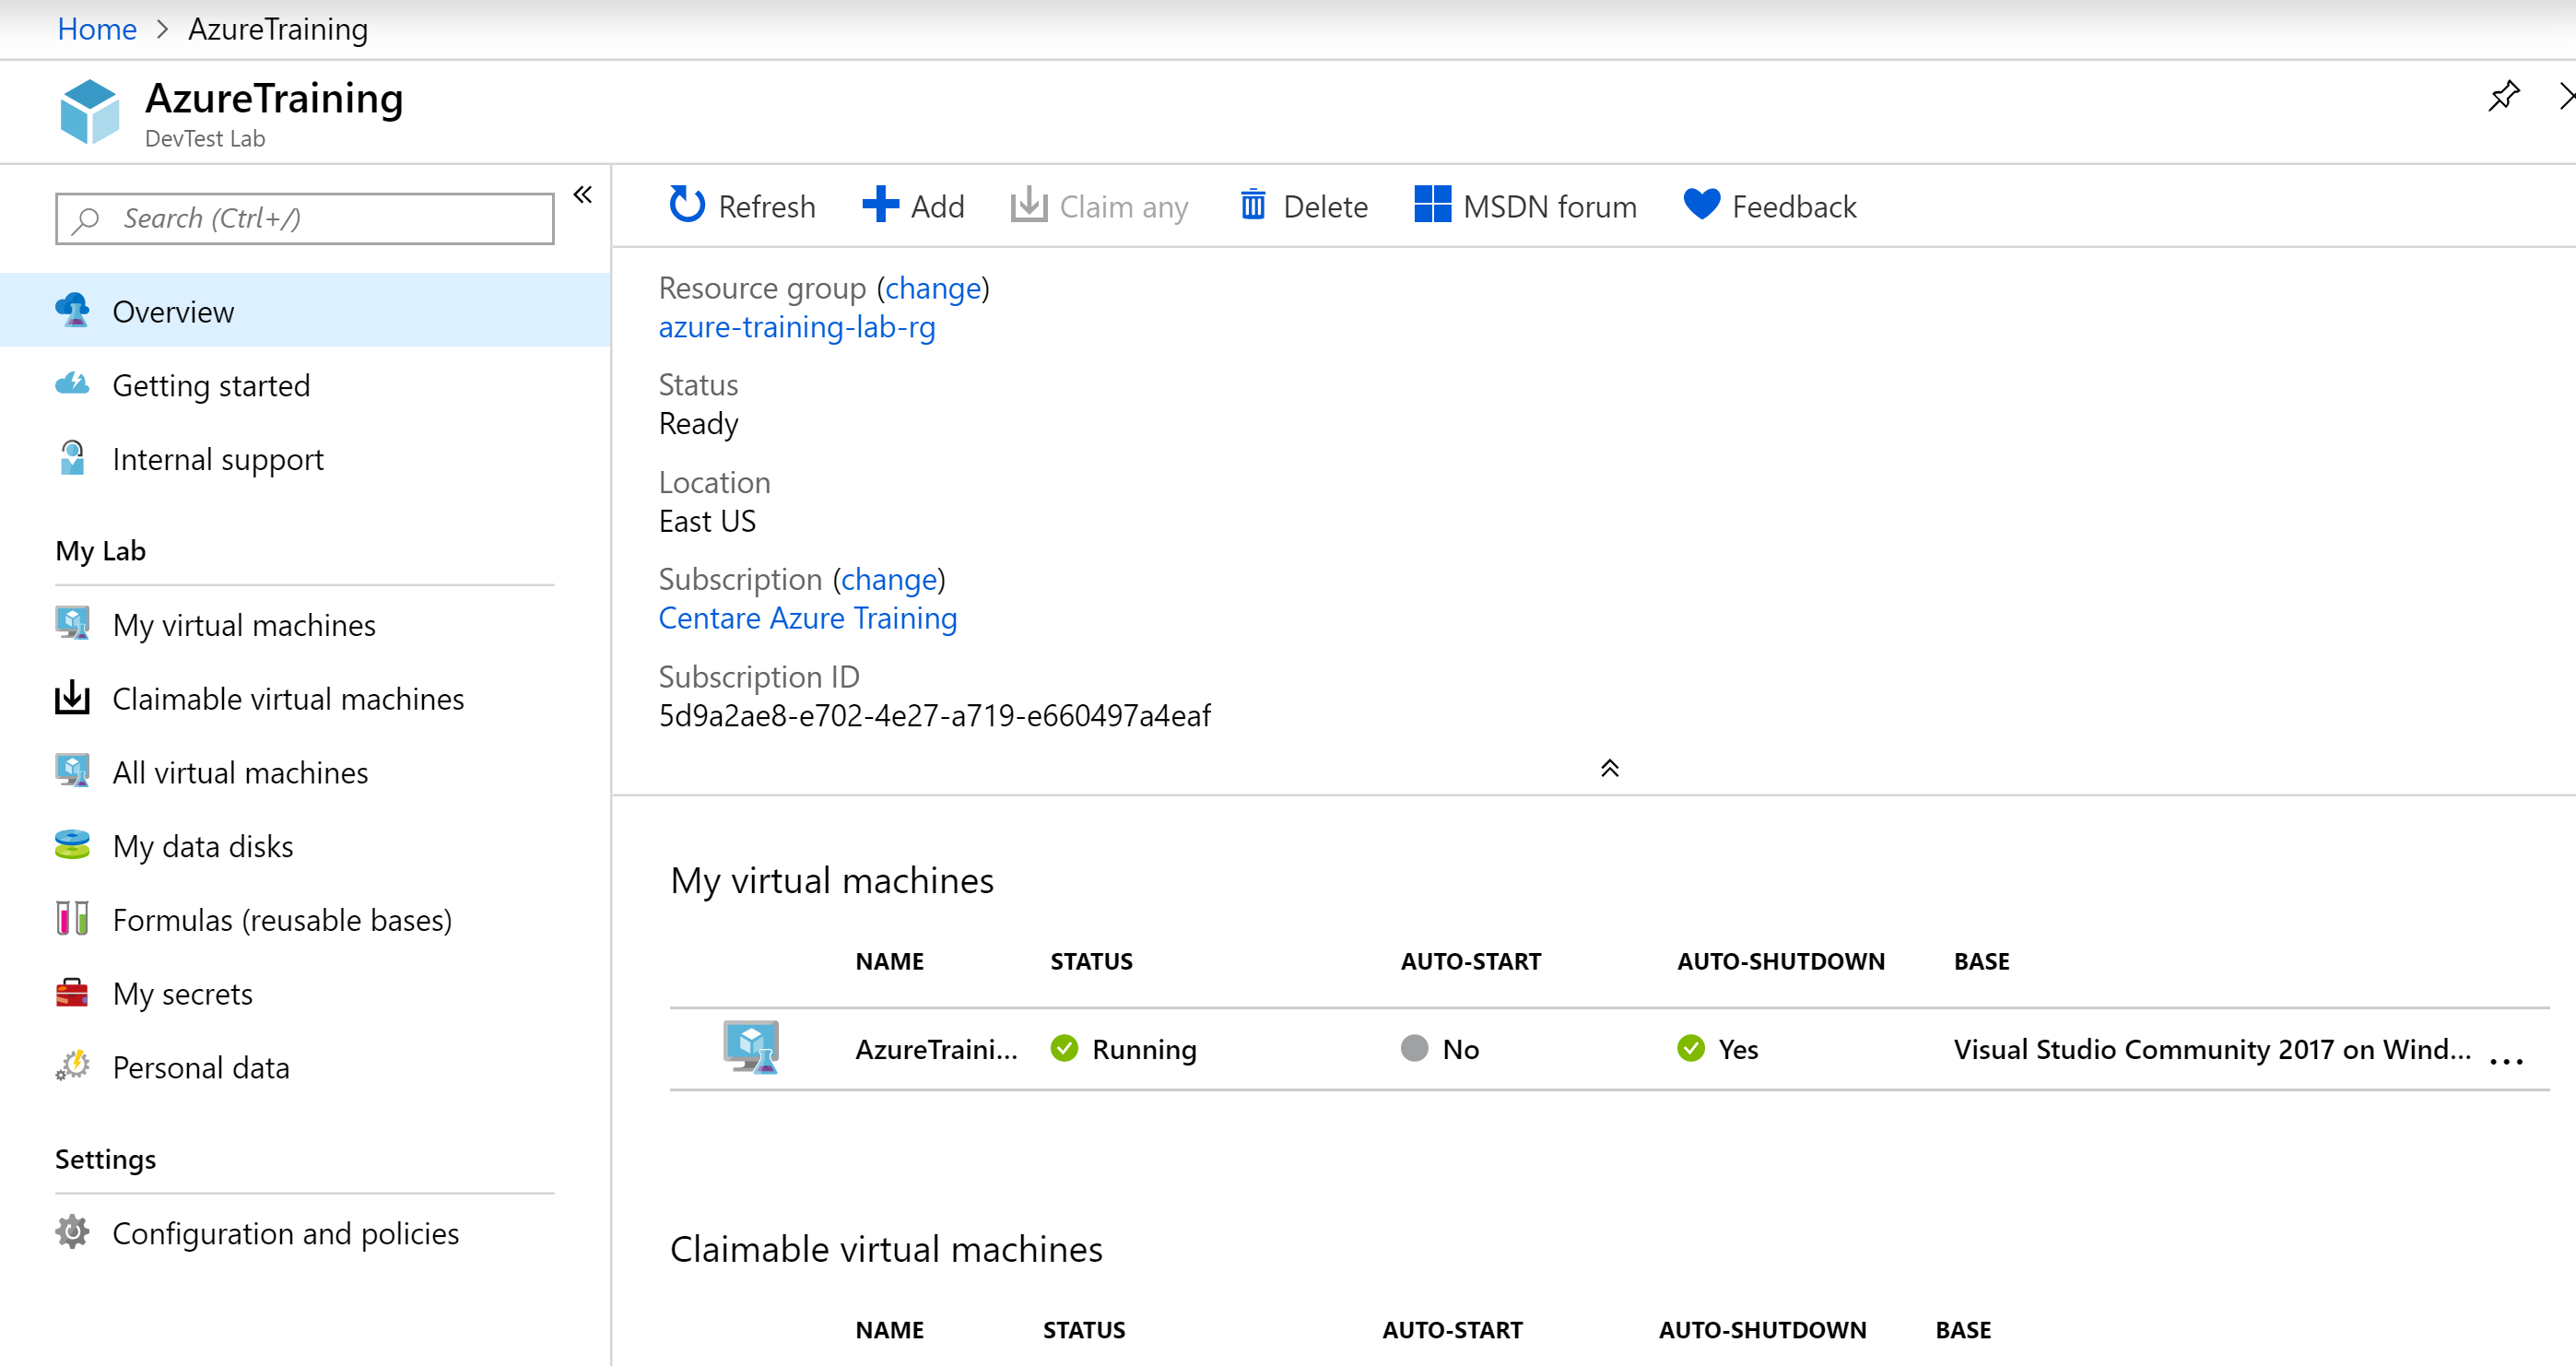 Home > AzureTraining
AzureTraining
DevTest Lab
Search (Ctrl+/)
Overview
Getting started
Internal support
My Lab
My virtual machines
Claimable virtual machines
All virtual machines
My data disks
Formulas (reusable bases)
My secrets
Personal data
Settings
Configuration and policies
Refresh Add Claim any Delete MSDN forum Feedback
Resource group (change)
azure-training-lab-rg
Status
Ready
Location
East US
Subscription (change)
Centare Azure Training
Subscription ID
5d9a2ae8-e702-4e27-a719-e660497a4eaf
My virtual machines
NAME STATUS AUTO-START AUTO-SHUTDOWN BASE
AzureTraini... Running No Yes Visual Studio Community 2017 on Wind... ...
Claimable virtual machines
NAME STATUS AUTO-START AUTO-SHUTDOWN BASE